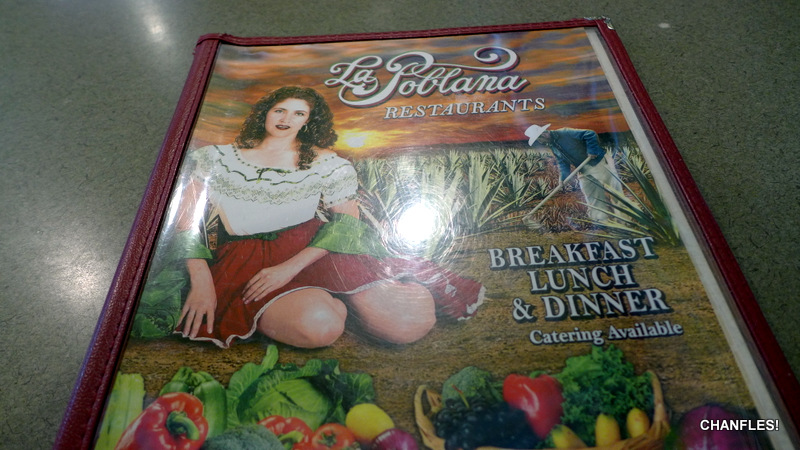 La Poblana
RESTAURANTS
BREAKFAST
LUNCH
& DINNER
Catering Available
CHANFLES!